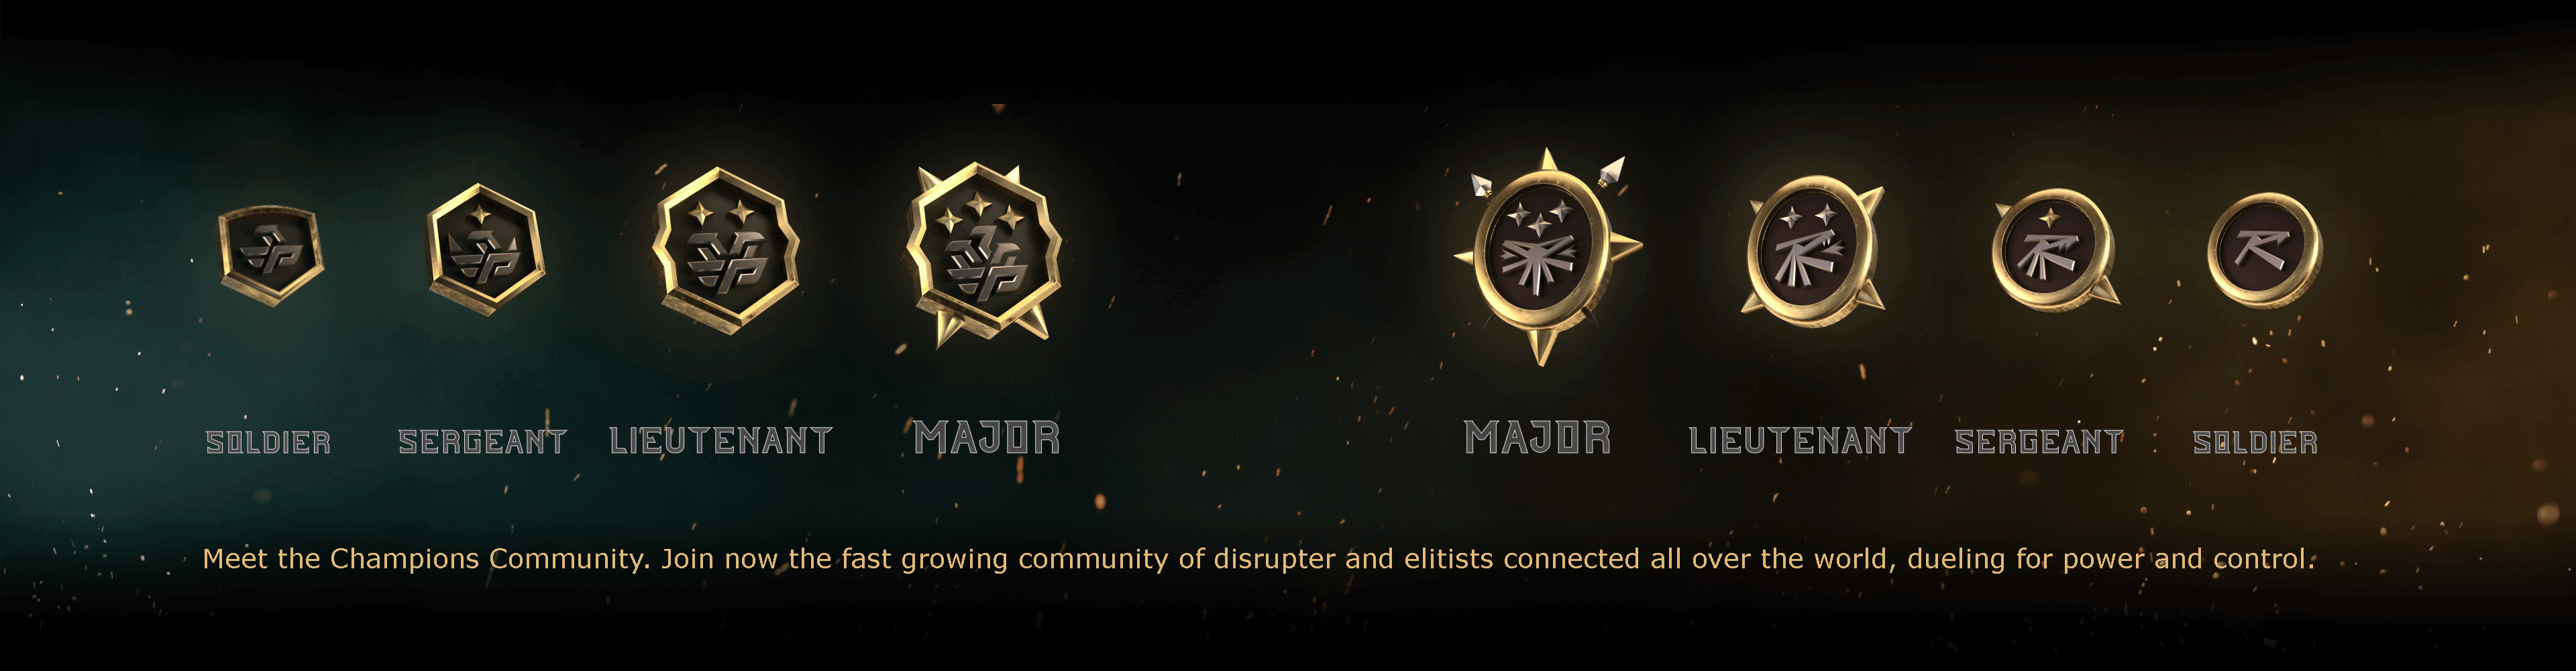 SOLDIER SERGEANT LIEUTENANT MAJOR MAJOR LIEUTENANT SERGEANT SOLDIER
Meet the Champions Community. Join now the fast growing community of disrupter and elitists connected all over the world, dueling for power and control.